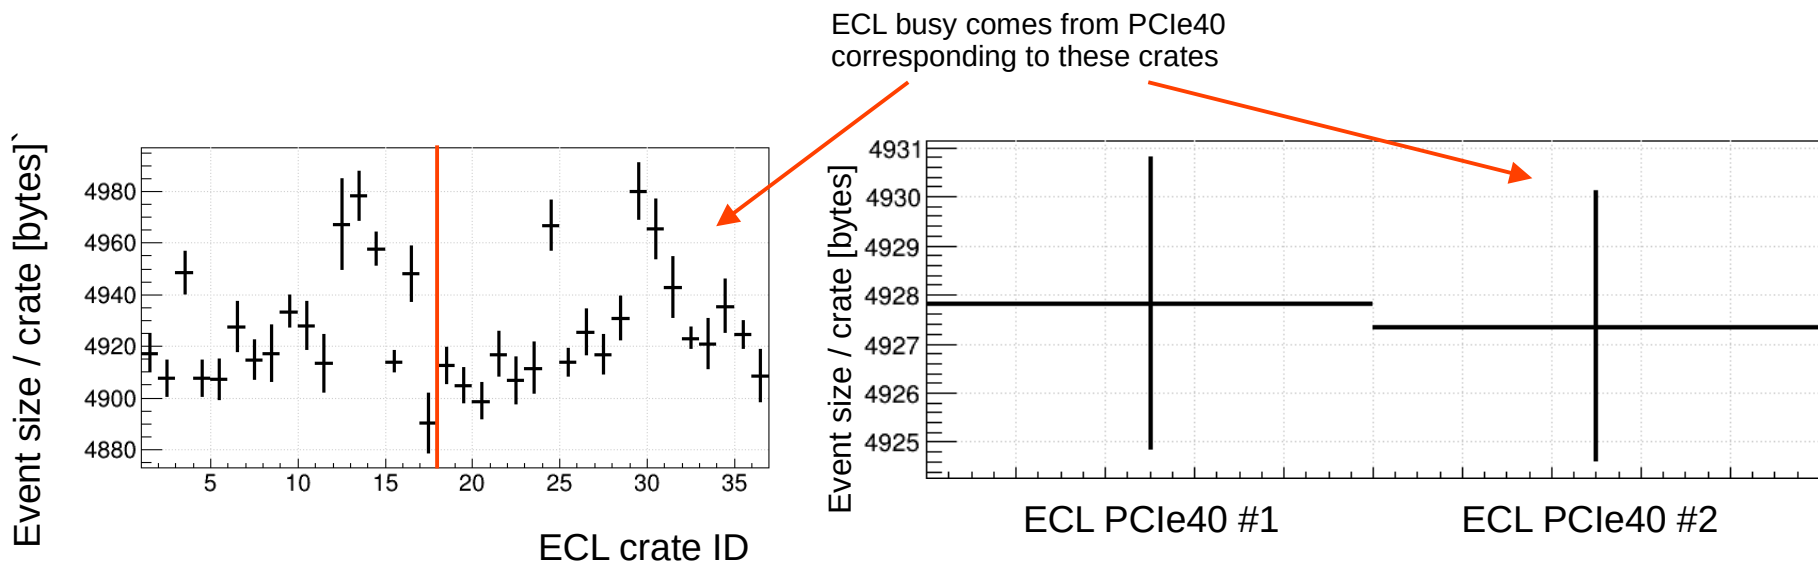 ECL busy comes from PCIe40
corresponding to these crates
Event size / crate [bytes]`
4980
4960
4940
4920
4900
4880
5
10
15
20
25
30
35
ECL crate ID
Event size / crate [bytes]
4931
4930
4929
4928
4927
4926
4925
ECL PCIe40 #1
ECL PCIe40 #2